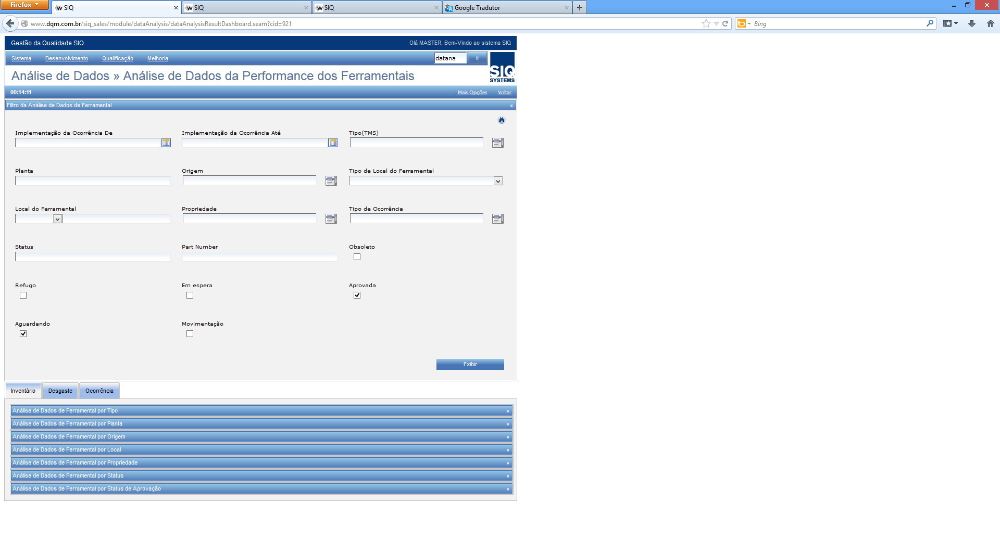 Firefox
SIQ
SIQ
SIQ
Google Tradutor
www.dqm.com.br/siq_sales/module/dataAnalysis/dataAnalysisResultDashboard.seam?cid=921
Bing
Gestão da Qualidade SIQ
Olá MASTER, Bem-Vindo ao sistema SIQ
Sistema Desenvolvimento Qualificação Melhoria
datana
Ir
SIQ
SYSTEMS
Análise de Dados » Análise de Dados da Performance dos Ferramentais
00:14:11
Mais Opções Voltar
Filtro da Análise de Dados de Ferramental «
Implementação da Ocorrência De Implementação da Ocorrência Até Tipo(TMS)
Planta Origem Tipo de Local do Ferramental
Local do Ferramental Propriedade Tipo de Ocorrência
Status Part Number Obsoleto
Refugo Em espera Aprovada
Aguardando Movimentação
Exibir
Inventário Desgaste Ocorrência
Análise de Dados de Ferramental por Tipo »
Análise de Dados de Ferramental por Planta »
Análise de Dados de Ferramental por Origem »
Análise de Dados de Ferramental por Local »
Análise de Dados de Ferramental por Propriedade »
Análise de Dados de Ferramental por Status »
Análise de Dados de Ferramental por Status de Aprovação »